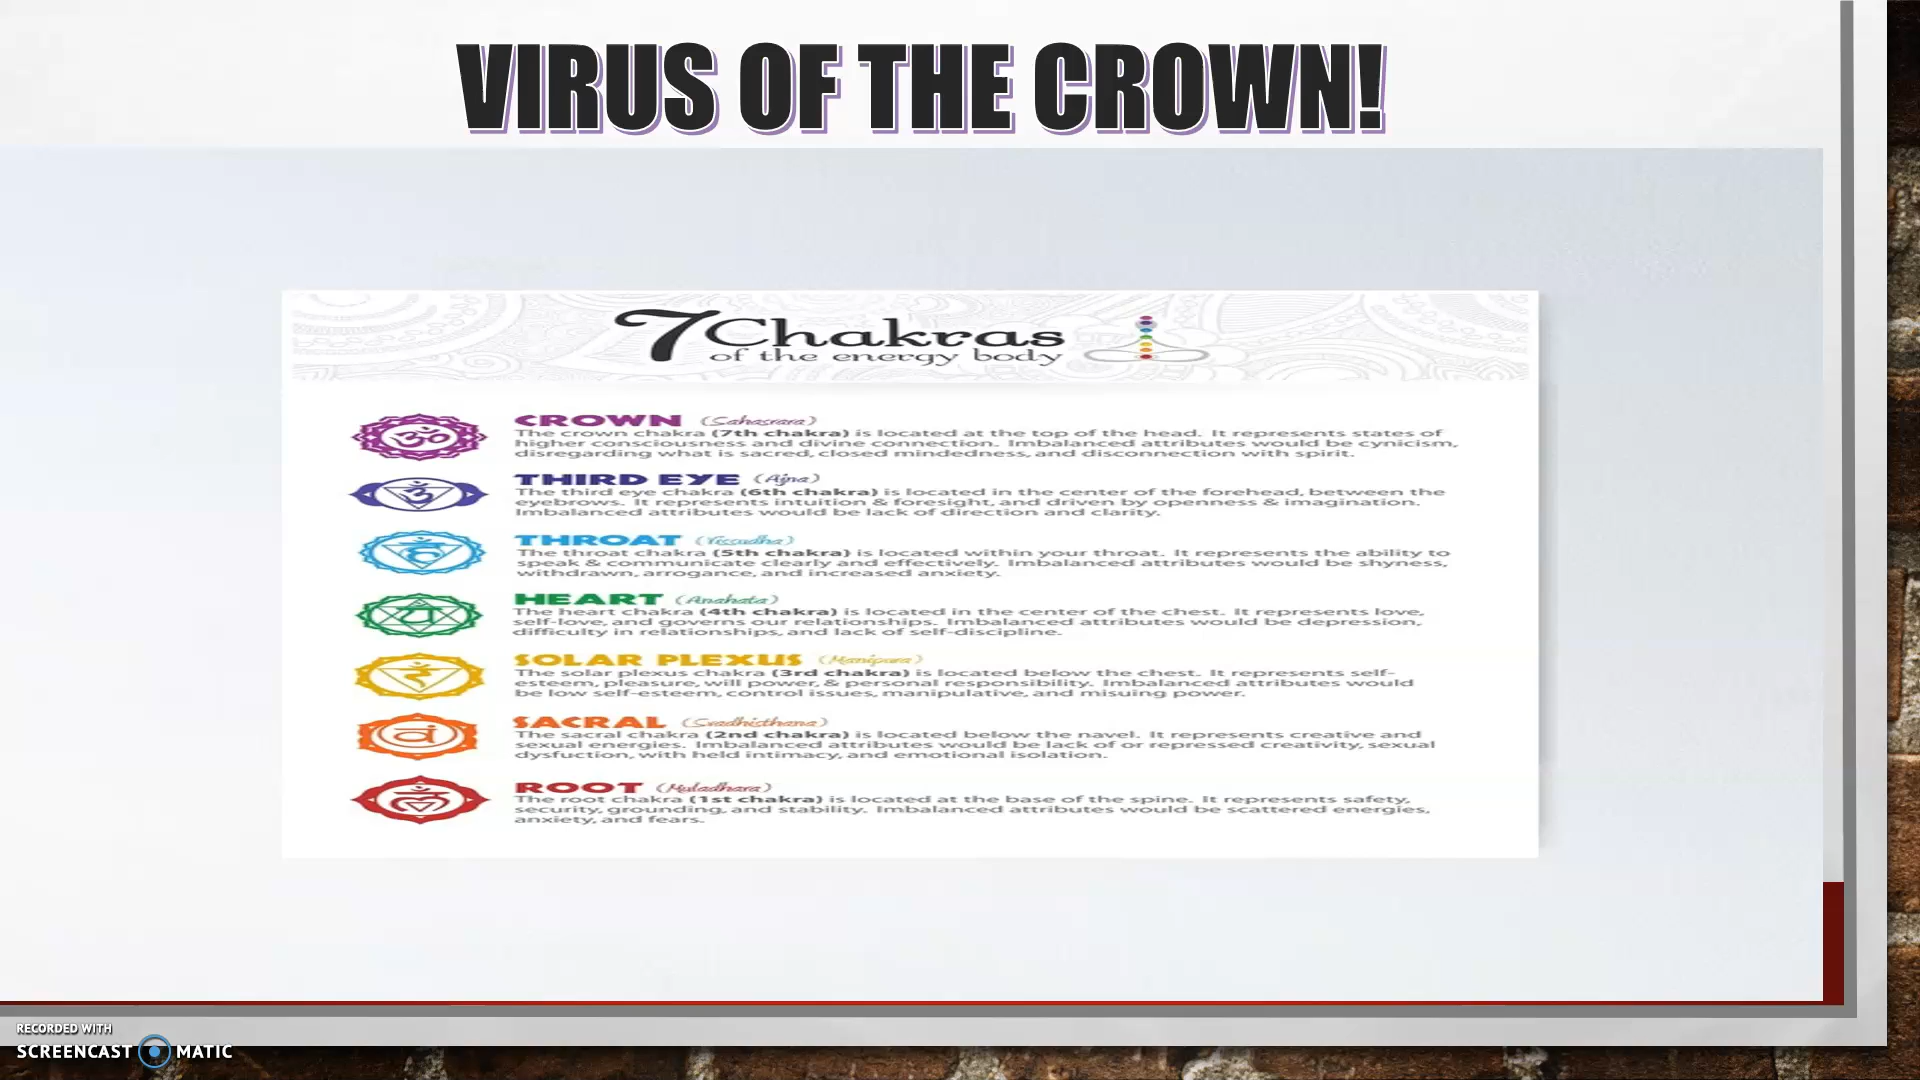 VIRUS OF THE CROWN!
7 Chakras
of the energy body
CROWN (Sahasrara)
The crown chakra (7th chakra) is located at the top of the head. It represents states of
higher consciousness and divine connection. Imbalanced attributes would be cynicism,
disregarding what is sacred, closed mindedness, and disconnection with spirit.
THIRD EYE (Ajna)
The third eye chakra (6th chakra) is located in the center of the forehead, between the
eyebrows. It represents intuition & foresight, and driven by openness & imagination.
Imbalanced attributes would be lack of direction and clarity.
THROAT (Vissudha)
The throat chakra (5th chakra) is located within your throat. It represents the ability to
speak & communicate clearly and effectively. Imbalanced attributes would be shyness,
withdrawn, arrogance, and increased anxiety.
HEART (Anahata)
The heart chakra (4th chakra) is located in the center of the chest. It represents love,
self-love, and governs our relationships. Imbalanced attributes would be depression,
difficulty in relationships, and lack of self-discipline.
SOLAR PLEXUS (Manipura)
The solar plexus chakra (3rd chakra) is located below the chest. It represents self-
esteem, pleasure, will power, & personal responsibility. Imbalanced attributes would
be low self-esteem, control issues, manipulative, and misuing power.
SACRAL (Svadhisthana)
The sacral chakra (2nd chakra) is located below the navel. It represents creative and
sexual energies. Imbalanced attributes would be lack of or repressed creativity, sexual
dysfuction, with held intimacy, and emotional isolation.
ROOT (Muladhara)
The root chakra (1st chakra) is located at the base of the spine. It represents safety,
security, grounding, and stability. Imbalanced attributes would be scattered energies,
anxiety, and fears.
RECORDED WITH
SCREENCAST MATIC